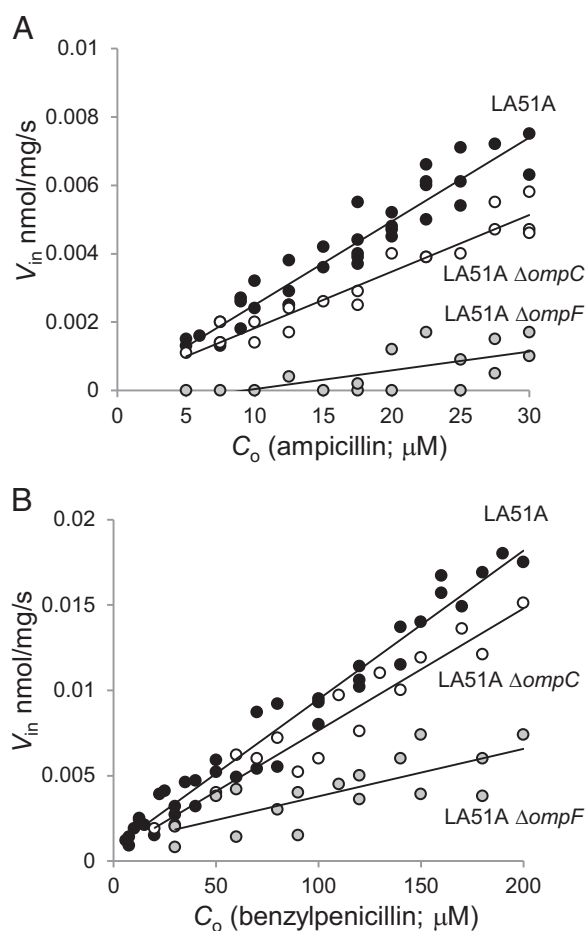 A
0.01
0.008
0.006
0.004
0.002
0
V_in nmol/mg/s
LA51A
LA51A ΔompC
LA51A ΔompF
0 5 10 15 20 25 30
C_o (ampicillin; μM)
B
0.02
0.015
0.01
0.005
0
V_in nmol/mg/s
LA51A
LA51A ΔompC
LA51A ΔompF
0 50 100 150 200
C_o (benzylpenicillin; μM)